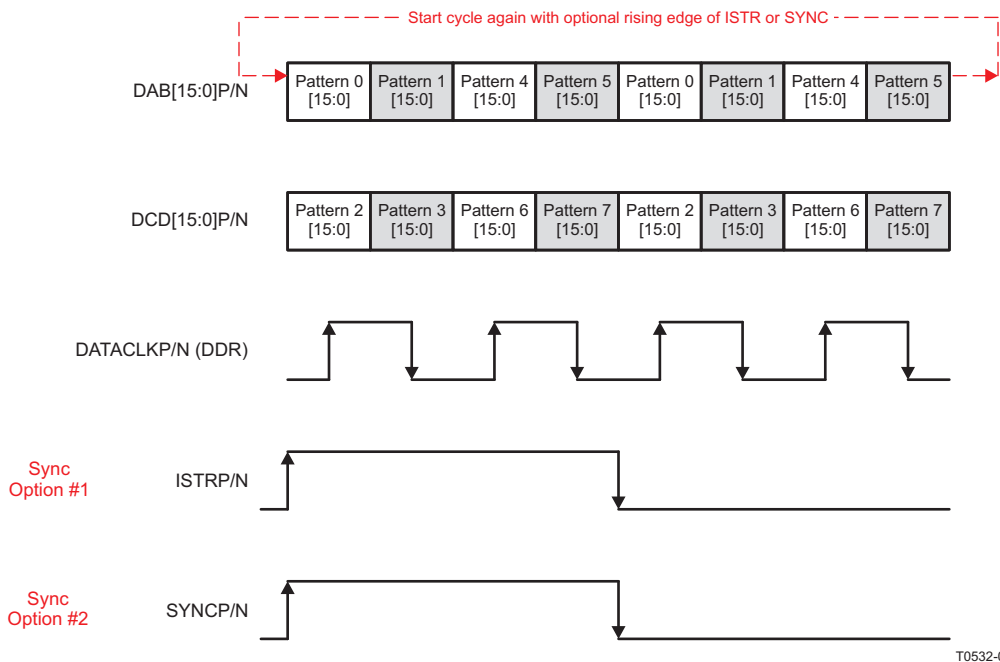 Start cycle again with optional rising edge of ISTR or SYNC
DAB[15:0]P/N
Pattern 0 [15:0]
Pattern 1 [15:0]
Pattern 4 [15:0]
Pattern 5 [15:0]
Pattern 0 [15:0]
Pattern 1 [15:0]
Pattern 4 [15:0]
Pattern 5 [15:0]
DCD[15:0]P/N
Pattern 2 [15:0]
Pattern 3 [15:0]
Pattern 6 [15:0]
Pattern 7 [15:0]
Pattern 2 [15:0]
Pattern 3 [15:0]
Pattern 6 [15:0]
Pattern 7 [15:0]
DATACLKP/N (DDR)
Sync
Option #1
ISTRP/N
Sync
Option #2
SYNCP/N